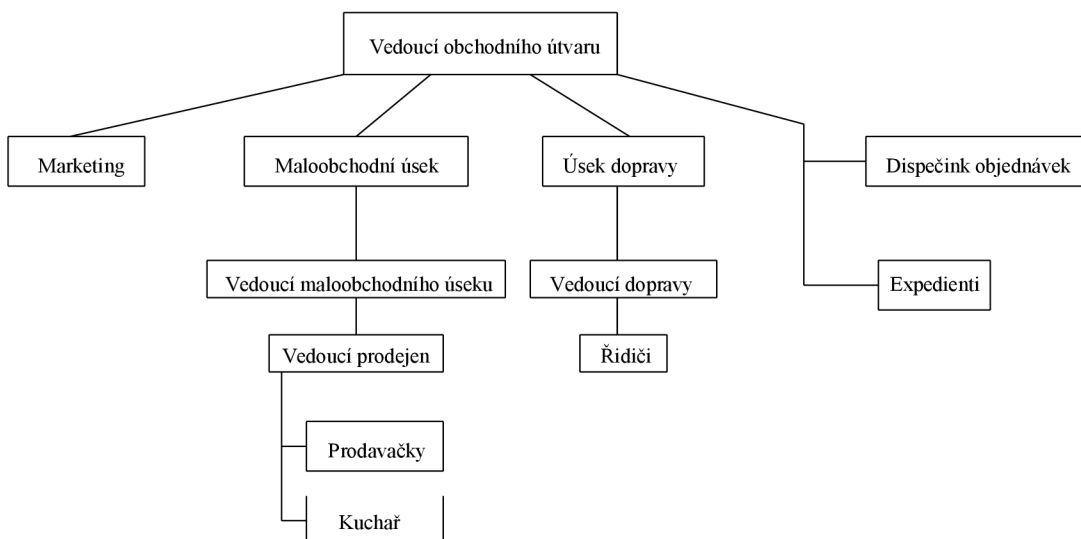 Vedoucí obchodního útvaru
Marketing
Maloobchodní úsek
Úsek dopravy
Dispečink objednávek
Vedoucí maloobchodního úseku
Vedoucí dopravy
Expedienti
Vedoucí prodejen
Řidiči
Prodavačky
Kuchař